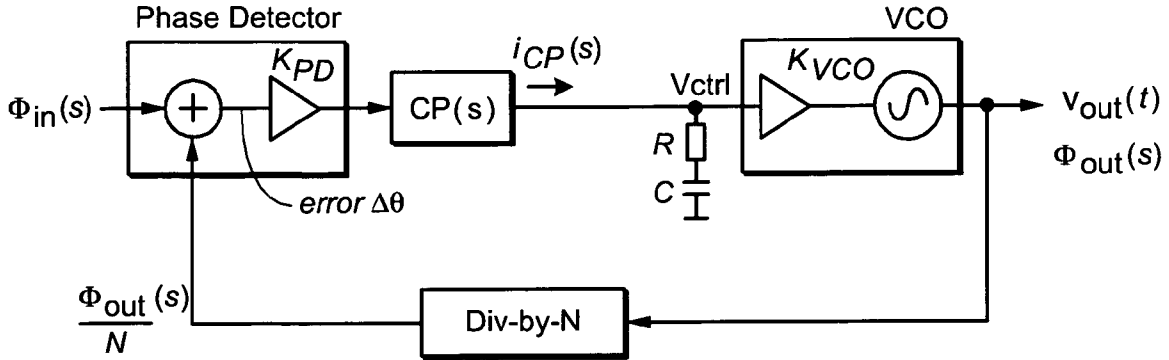 Phase Detector
VCO
K_PD
i_CP(s)
K_VCO
Φ_in(s)
+
CP(s)
Vctrl
v_out(t)
R
Φ_out(s)
C
error Δθ
Φ_out(s)
N
Div-by-N